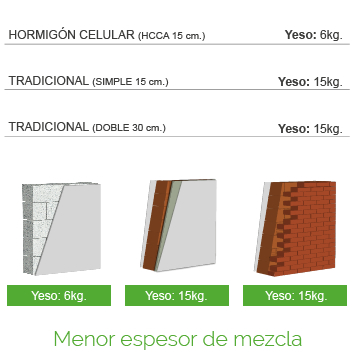 HORMIGÓN CELULAR (HCCA 15 cm.) Yeso: 6kg.
TRADICIONAL (SIMPLE 15 cm.) Yeso: 15kg.
TRADICIONAL (DOBLE 30 cm.) Yeso: 15kg.
Yeso: 6kg. Yeso: 15kg. Yeso: 15kg.
Menor espesor de mezcla